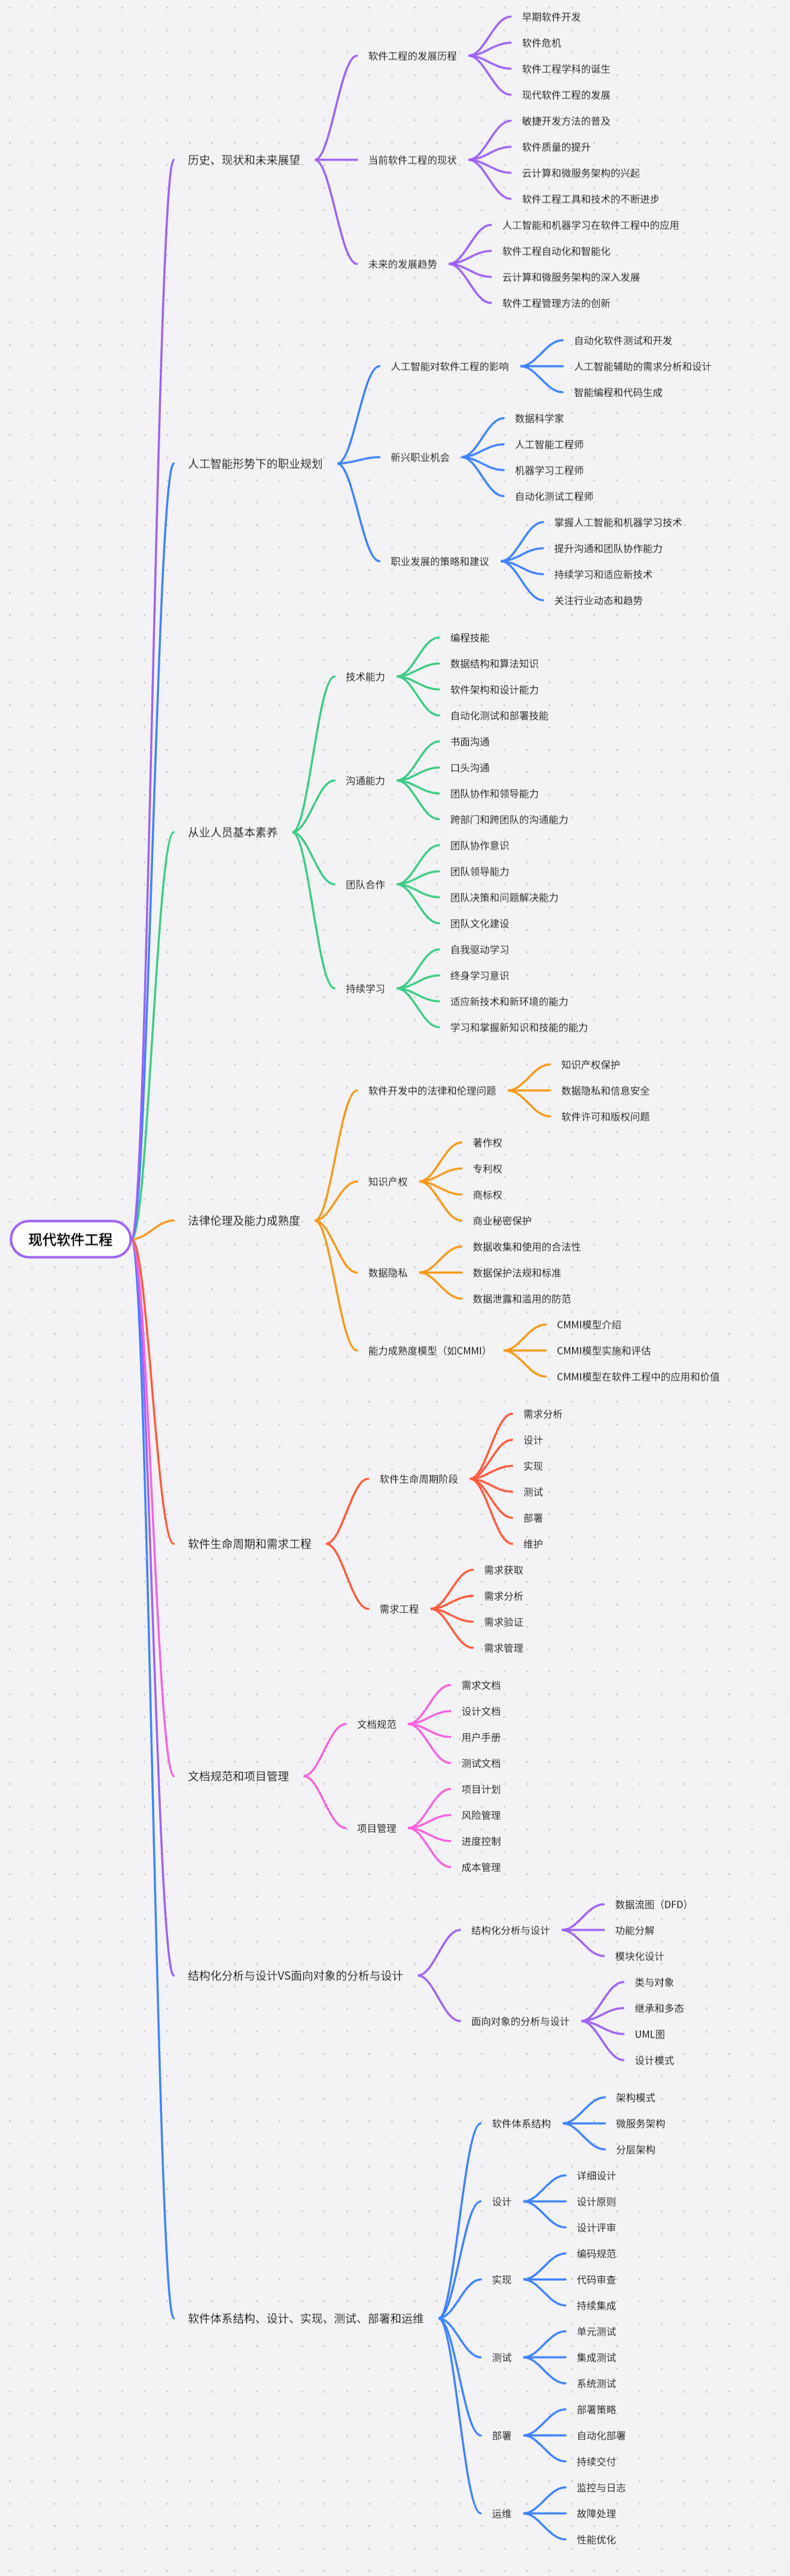 现代软件工程
历史、现状和未来展望
软件工程的发展历程
早期软件开发
软件危机
软件工程学科的诞生
现代软件工程的发展
当前软件工程的现状
敏捷开发方法的普及
软件质量的提升
云计算和微服务架构的兴起
软件工程工具和技术的不断进步
未来的发展趋势
人工智能和机器学习在软件工程中的应用
软件工程自动化和智能化
云计算和微服务架构的深入发展
软件工程管理方法的创新
人工智能形势下的职业规划
人工智能对软件工程的影响
自动化软件测试和开发
人工智能辅助的需求分析和设计
智能编程和代码生成
新兴职业机会
数据科学家
人工智能工程师
机器学习工程师
自动化测试工程师
职业发展的策略和建议
掌握人工智能和机器学习技术
提升沟通和团队协作能力
持续学习和适应新技术
关注行业动态和趋势
从业人员基本素养
技术能力
编程技能
数据结构和算法知识
软件架构和设计能力
自动化测试和部署技能
沟通能力
书面沟通
口头沟通
团队协作和领导能力
跨部门和跨团队的沟通能力
团队合作
团队协作意识
团队领导能力
团队决策和问题解决能力
团队文化建设
持续学习
自我驱动学习
终身学习意识
适应新技术和新环境的能力
学习和掌握新知识和技能的能力
法律伦理及能力成熟度
软件开发中的法律和伦理问题
知识产权保护
数据隐私和信息安全
软件许可和版权问题
知识产权
著作权
专利权
商标权
商业秘密保护
数据隐私
数据收集和使用的合法性
数据保护法规和标准
数据泄露和滥用的防范
能力成熟度模型（如CMMI）
CMMI模型介绍
CMMI模型实施和评估
CMMI模型在软件工程中的应用和价值
软件生命周期和需求工程
软件生命周期阶段
需求分析
设计
实现
测试
部署
维护
需求工程
需求获取
需求分析
需求验证
需求管理
文档规范和项目管理
文档规范
需求文档
设计文档
用户手册
测试文档
项目管理
项目计划
风险管理
进度控制
成本管理
结构化分析与设计VS面向对象的分析与设计
结构化分析与设计
数据流图（DFD）
功能分解
模块化设计
面向对象的分析与设计
类与对象
继承和多态
UML图
设计模式
软件体系结构、设计、实现、测试、部署和运维
软件体系结构
架构模式
微服务架构
分层架构
设计
详细设计
设计原则
设计评审
实现
编码规范
代码审查
持续集成
测试
单元测试
集成测试
系统测试
部署
部署策略
自动化部署
持续交付
运维
监控与日志
故障处理
性能优化